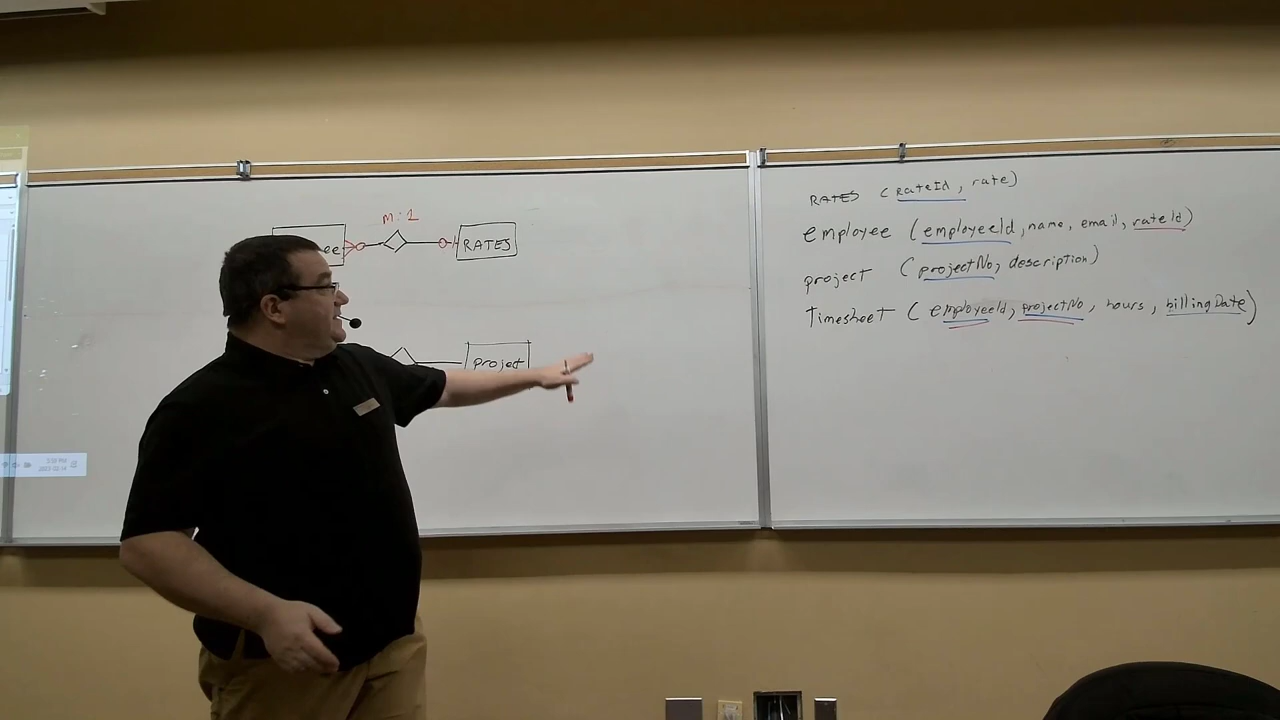 M:1
ee
RATES
Project
RATES (rateId, rate)
employee (employeeId, name, email, rateId)
project (projectNo, description)
Timesheet (employeeId, projectNo, hours, billingDate)